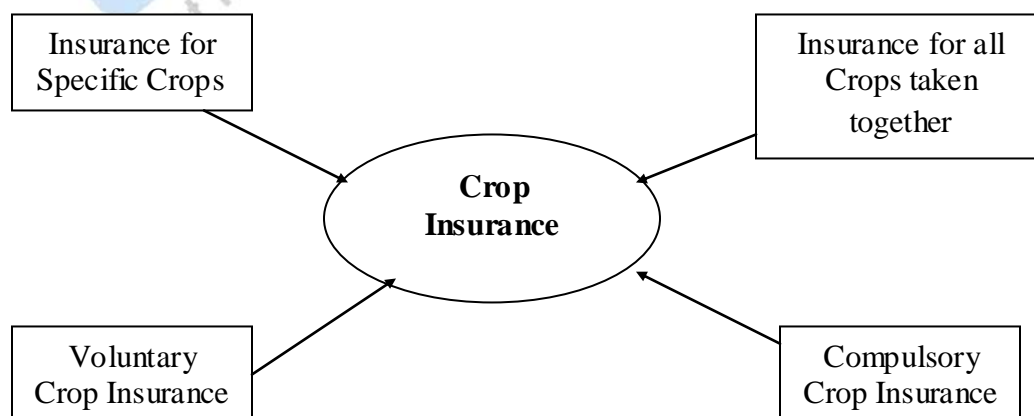 Insurance for
Specific Crops
Insurance for all
Crops taken
together
Crop
Insurance
Voluntary
Crop Insurance
Compulsory
Crop Insurance